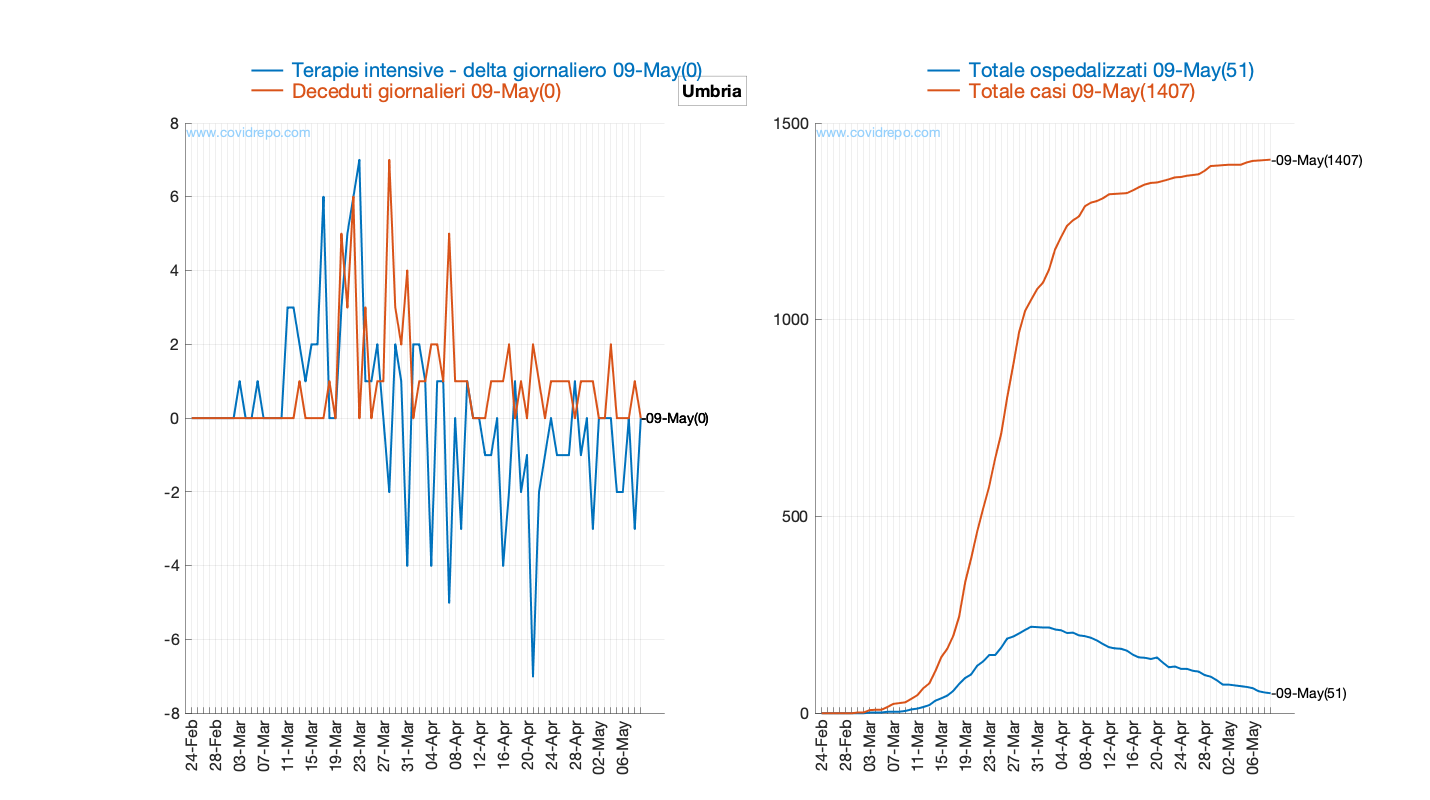 Terapie intensive - delta giornaliero 09-May(0)
Deceduti giornalieri 09-May(0)
Umbria
Totale ospedalizzati 09-May(51)
Totale casi 09-May(1407)
www.covidrepo.com
8
6
4
2
0
-2
-4
-6
-8
-09-May(0)
24-Feb
28-Feb
03-Mar
07-Mar
11-Mar
15-Mar
19-Mar
23-Mar
27-Mar
31-Mar
04-Apr
08-Apr
12-Apr
16-Apr
20-Apr
24-Apr
28-Apr
02-May
06-May
www.covidrepo.com
1500
1000
500
0
-09-May(1407)
-09-May(51)
24-Feb
28-Feb
03-Mar
07-Mar
11-Mar
15-Mar
19-Mar
23-Mar
27-Mar
31-Mar
04-Apr
08-Apr
12-Apr
16-Apr
20-Apr
24-Apr
28-Apr
02-May
06-May